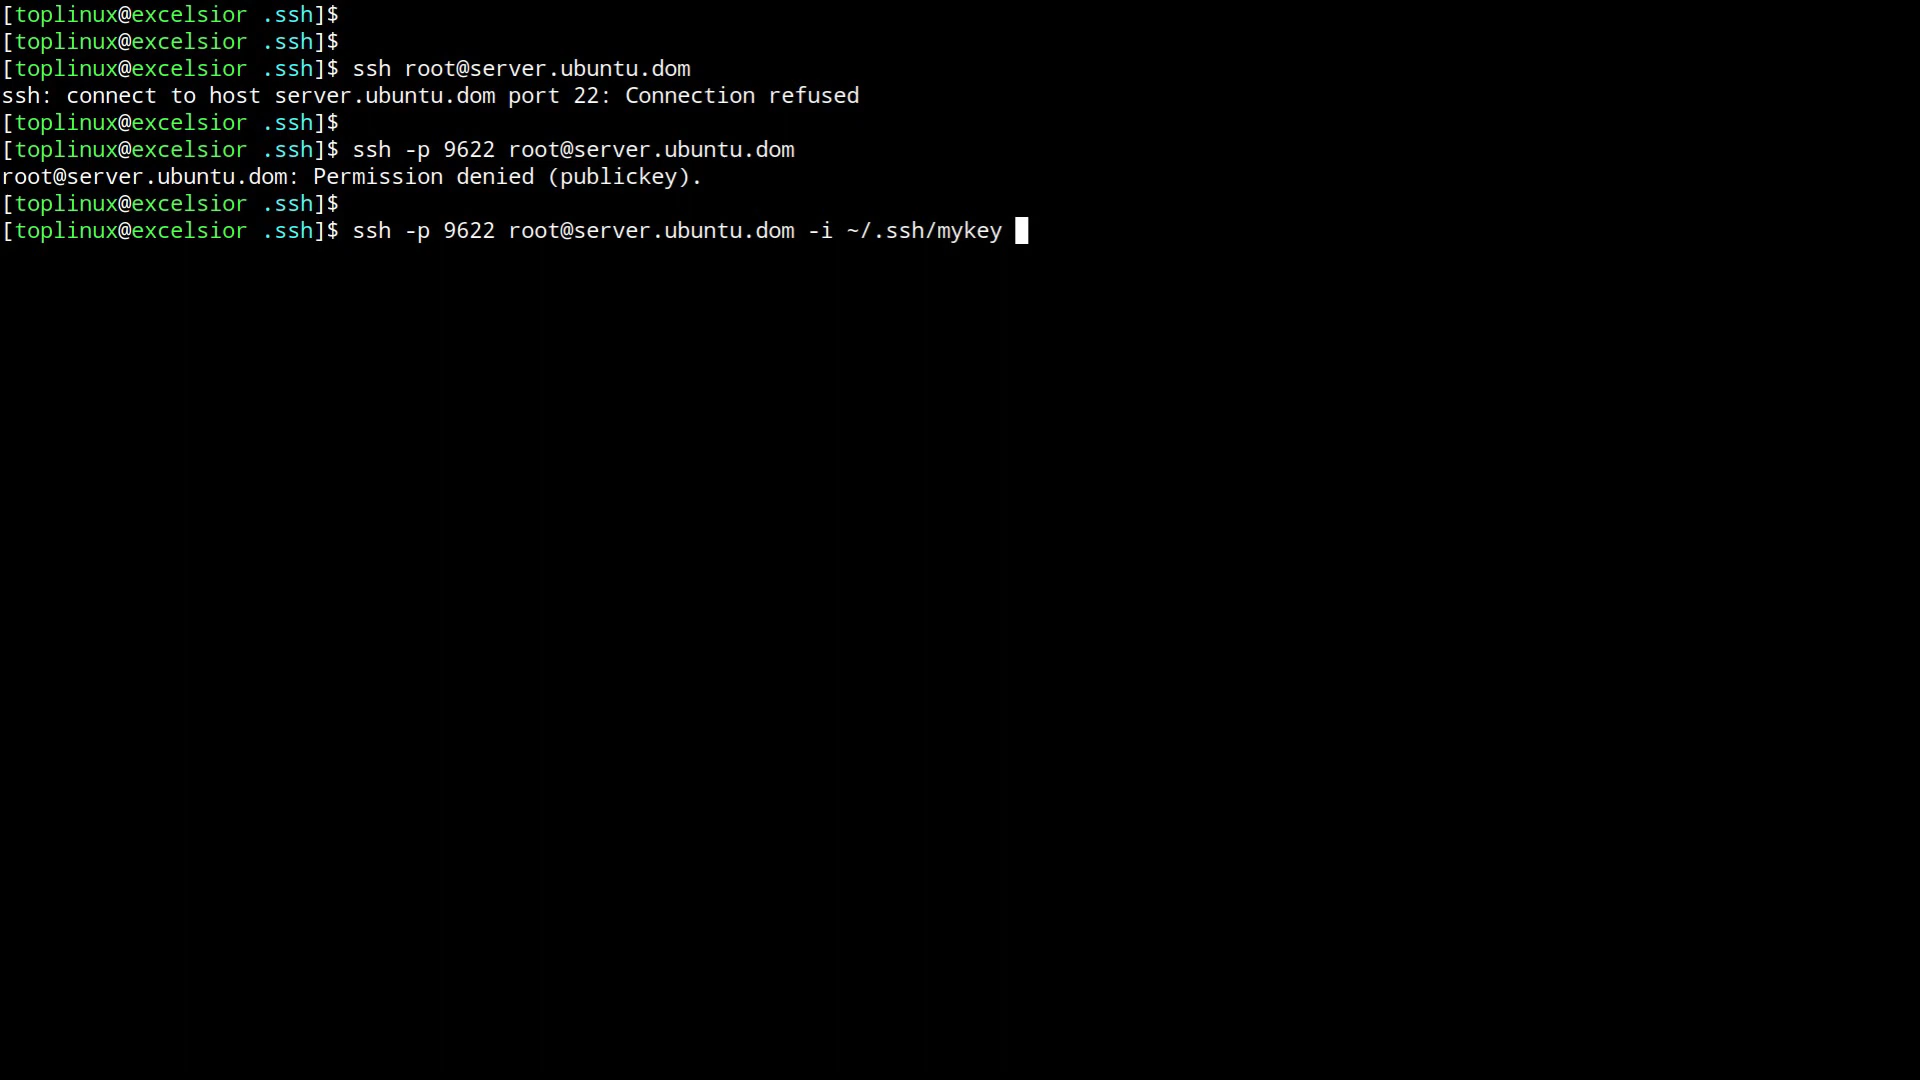 [toplinux@excelsior .ssh]$
[toplinux@excelsior .ssh]$
[toplinux@excelsior .ssh]$ ssh root@server.ubuntu.dom
ssh: connect to host server.ubuntu.dom port 22: Connection refused
[toplinux@excelsior .ssh]$
[toplinux@excelsior .ssh]$ ssh -p 9622 root@server.ubuntu.dom
root@server.ubuntu.dom: Permission denied (publickey).
[toplinux@excelsior .ssh]$
[toplinux@excelsior .ssh]$ ssh -p 9622 root@server.ubuntu.dom -i ~/.ssh/mykey